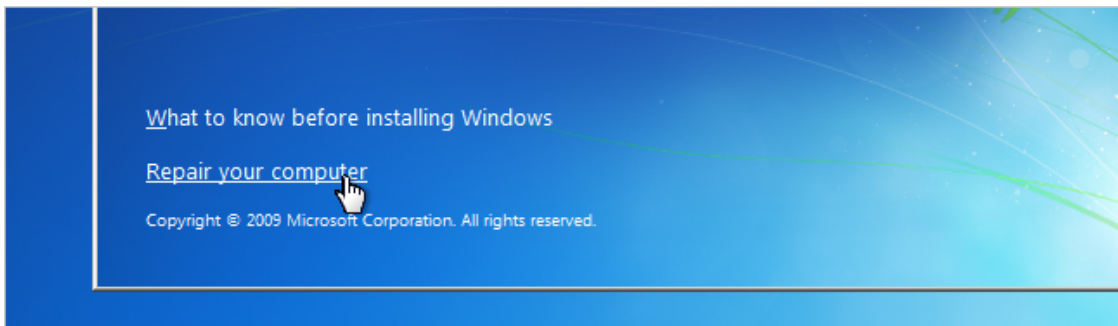 What to know before installing Windows
Repair your computer
Copyright © 2009 Microsoft Corporation. All rights reserved.